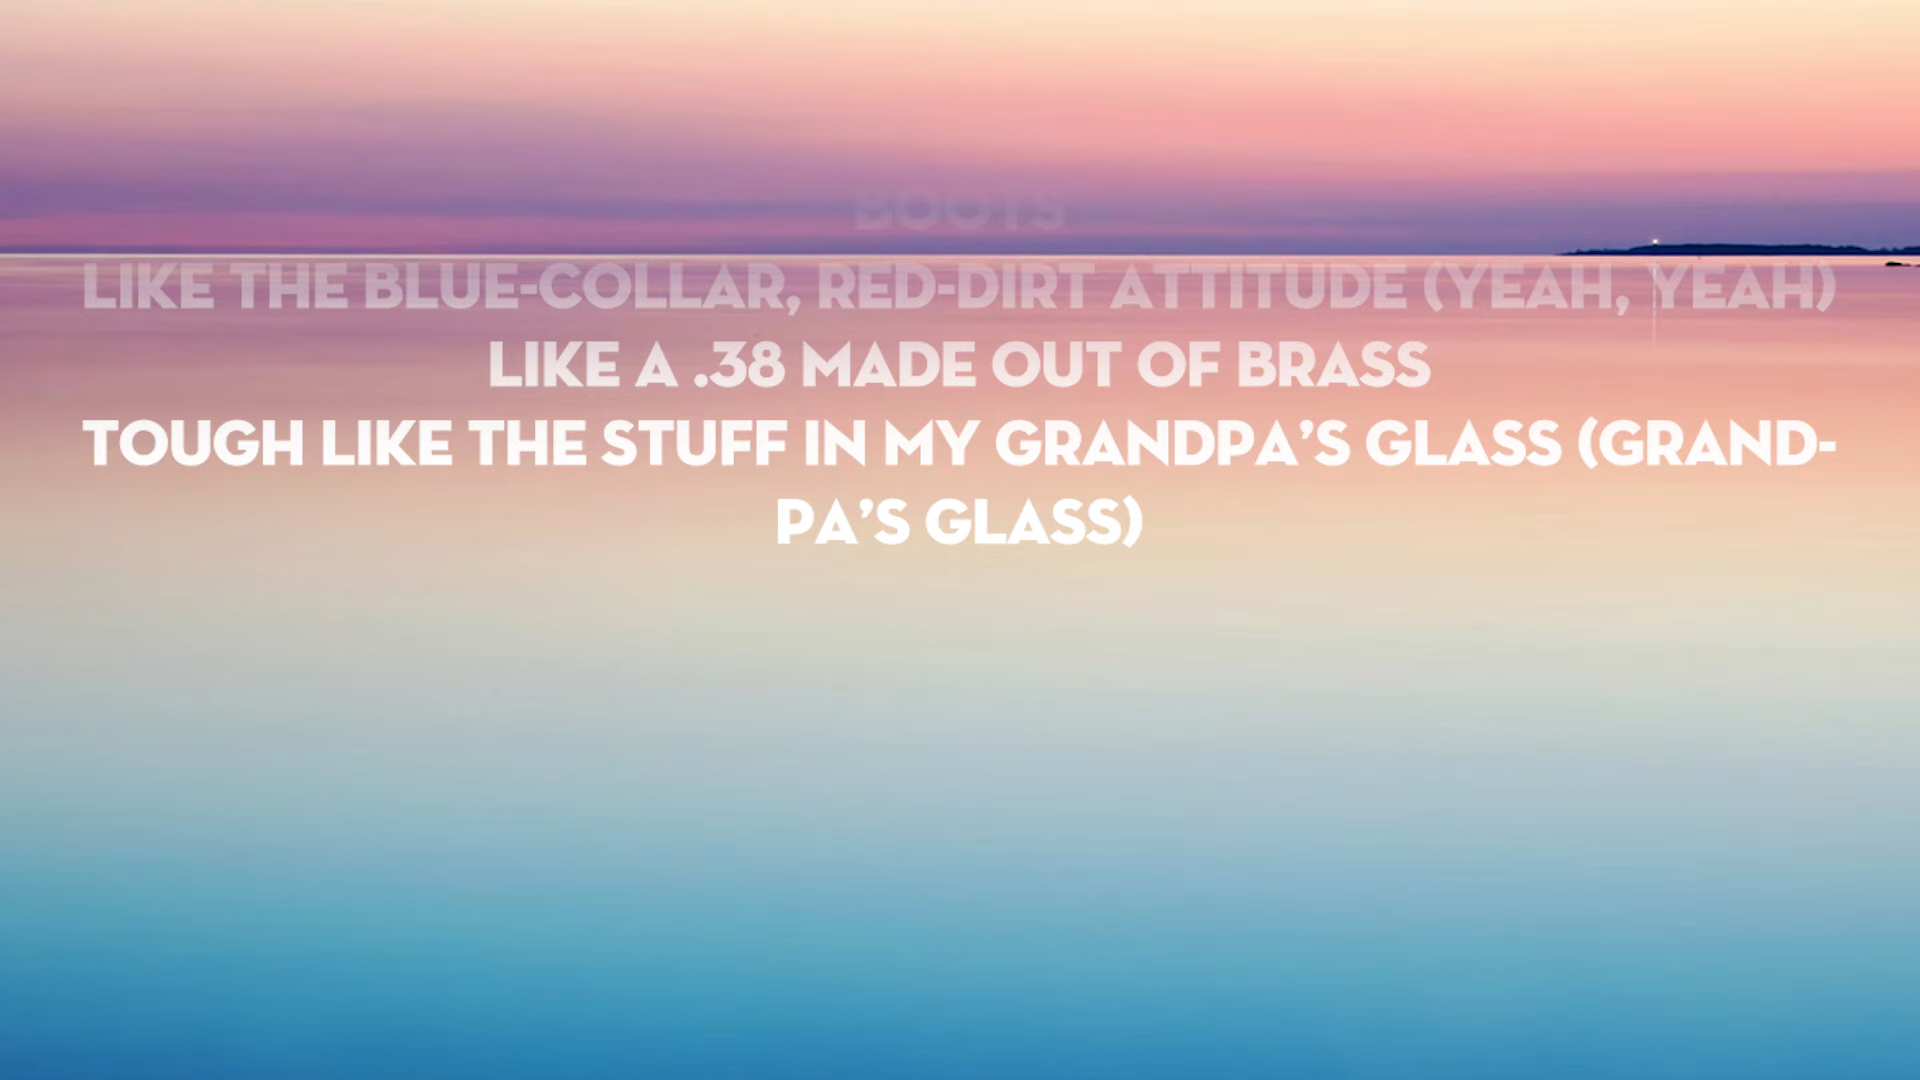 BOOTS
LIKE THE BLUE-COLLAR, RED-DIRT ATTITUDE (YEAH, YEAH)
LIKE A .38 MADE OUT OF BRASS
TOUGH LIKE THE STUFF IN MY GRANDPA’S GLASS (GRAND-
PA’S GLASS)